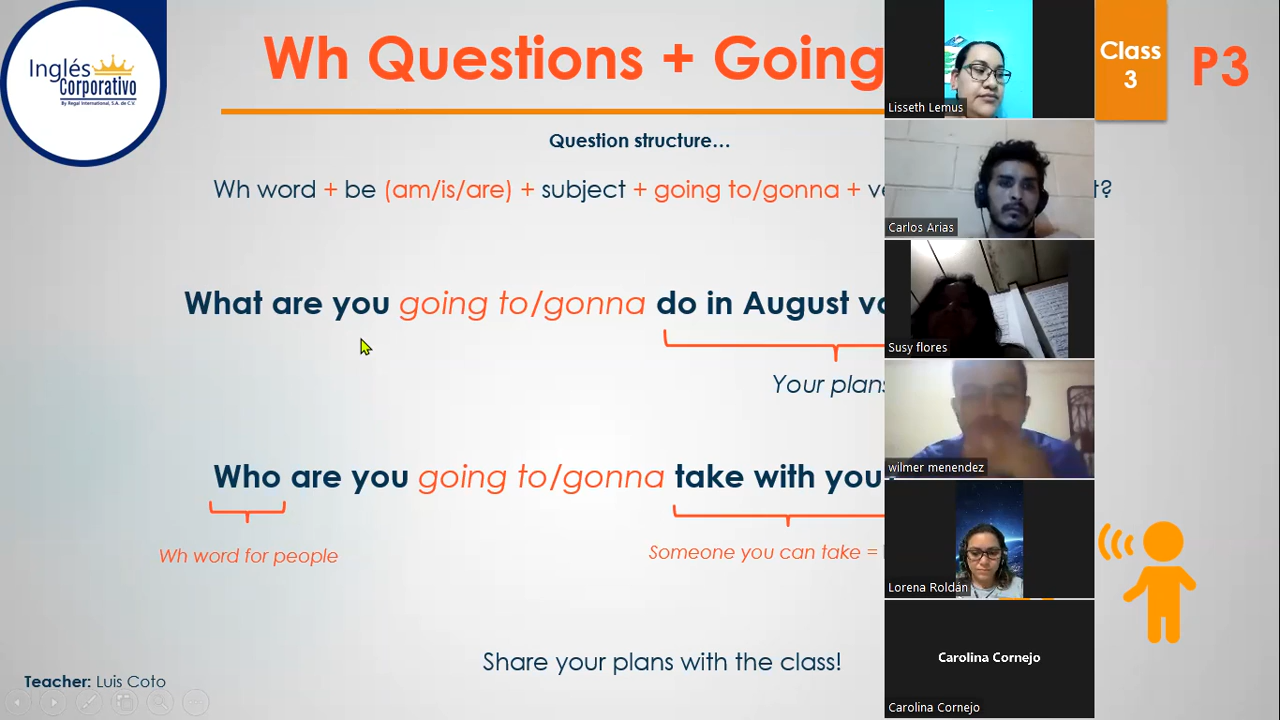 Inglés
Corporativo
By Regal International, S.A. de C.V.
Wh Questions + Going
Class
3
P3
Question structure…
Wh word + be (am/is/are) + subject + going to/gonna + ve
t?
What are you going to/gonna do in August va
Your plans
Who are you going to/gonna take with you
Wh word for people
Someone you can take =
Share your plans with the class!
Teacher: Luis Coto
Lisseth Lemus
Carlos Arias
Susy flores
wilmer menendez
Lorena Roldán
Carolina Cornejo
Carolina Cornejo